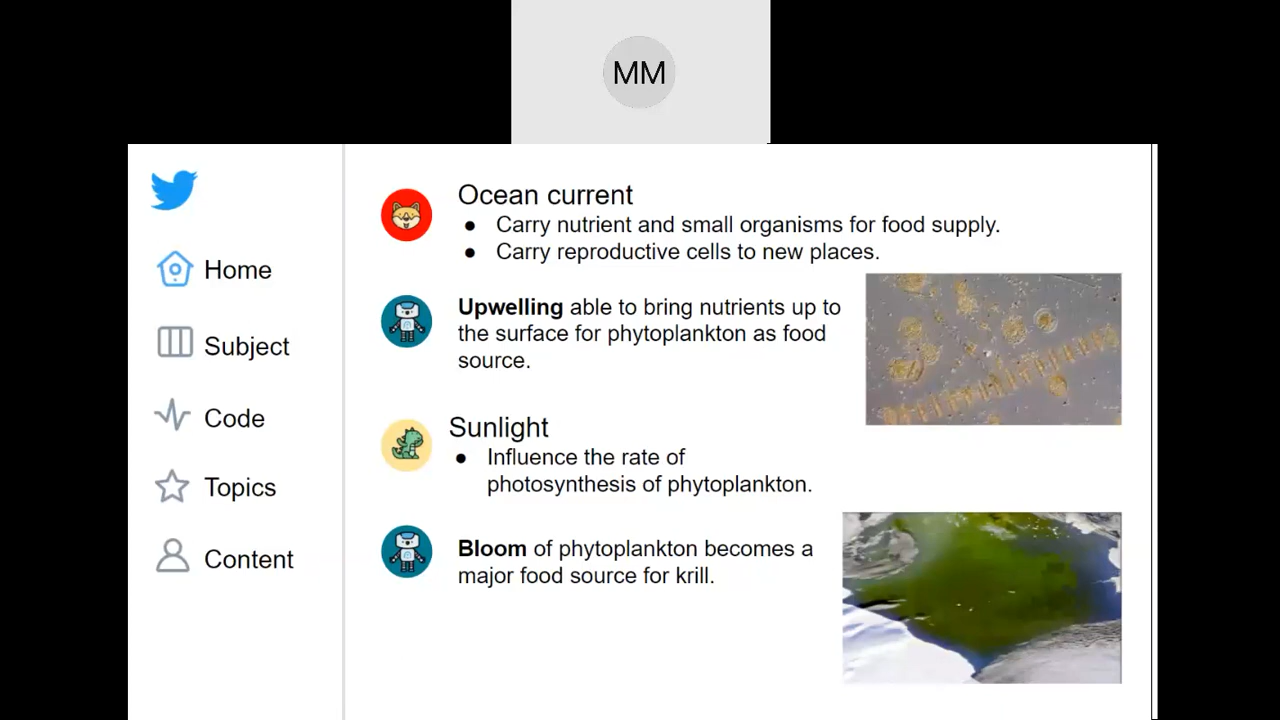 MM
Home
Subject
Code
Topics
Content
Ocean current
● Carry nutrient and small organisms for food supply.
● Carry reproductive cells to new places.
Upwelling able to bring nutrients up to
the surface for phytoplankton as food
source.
Sunlight
● Influence the rate of
photosynthesis of phytoplankton.
Bloom of phytoplankton becomes a
major food source for krill.